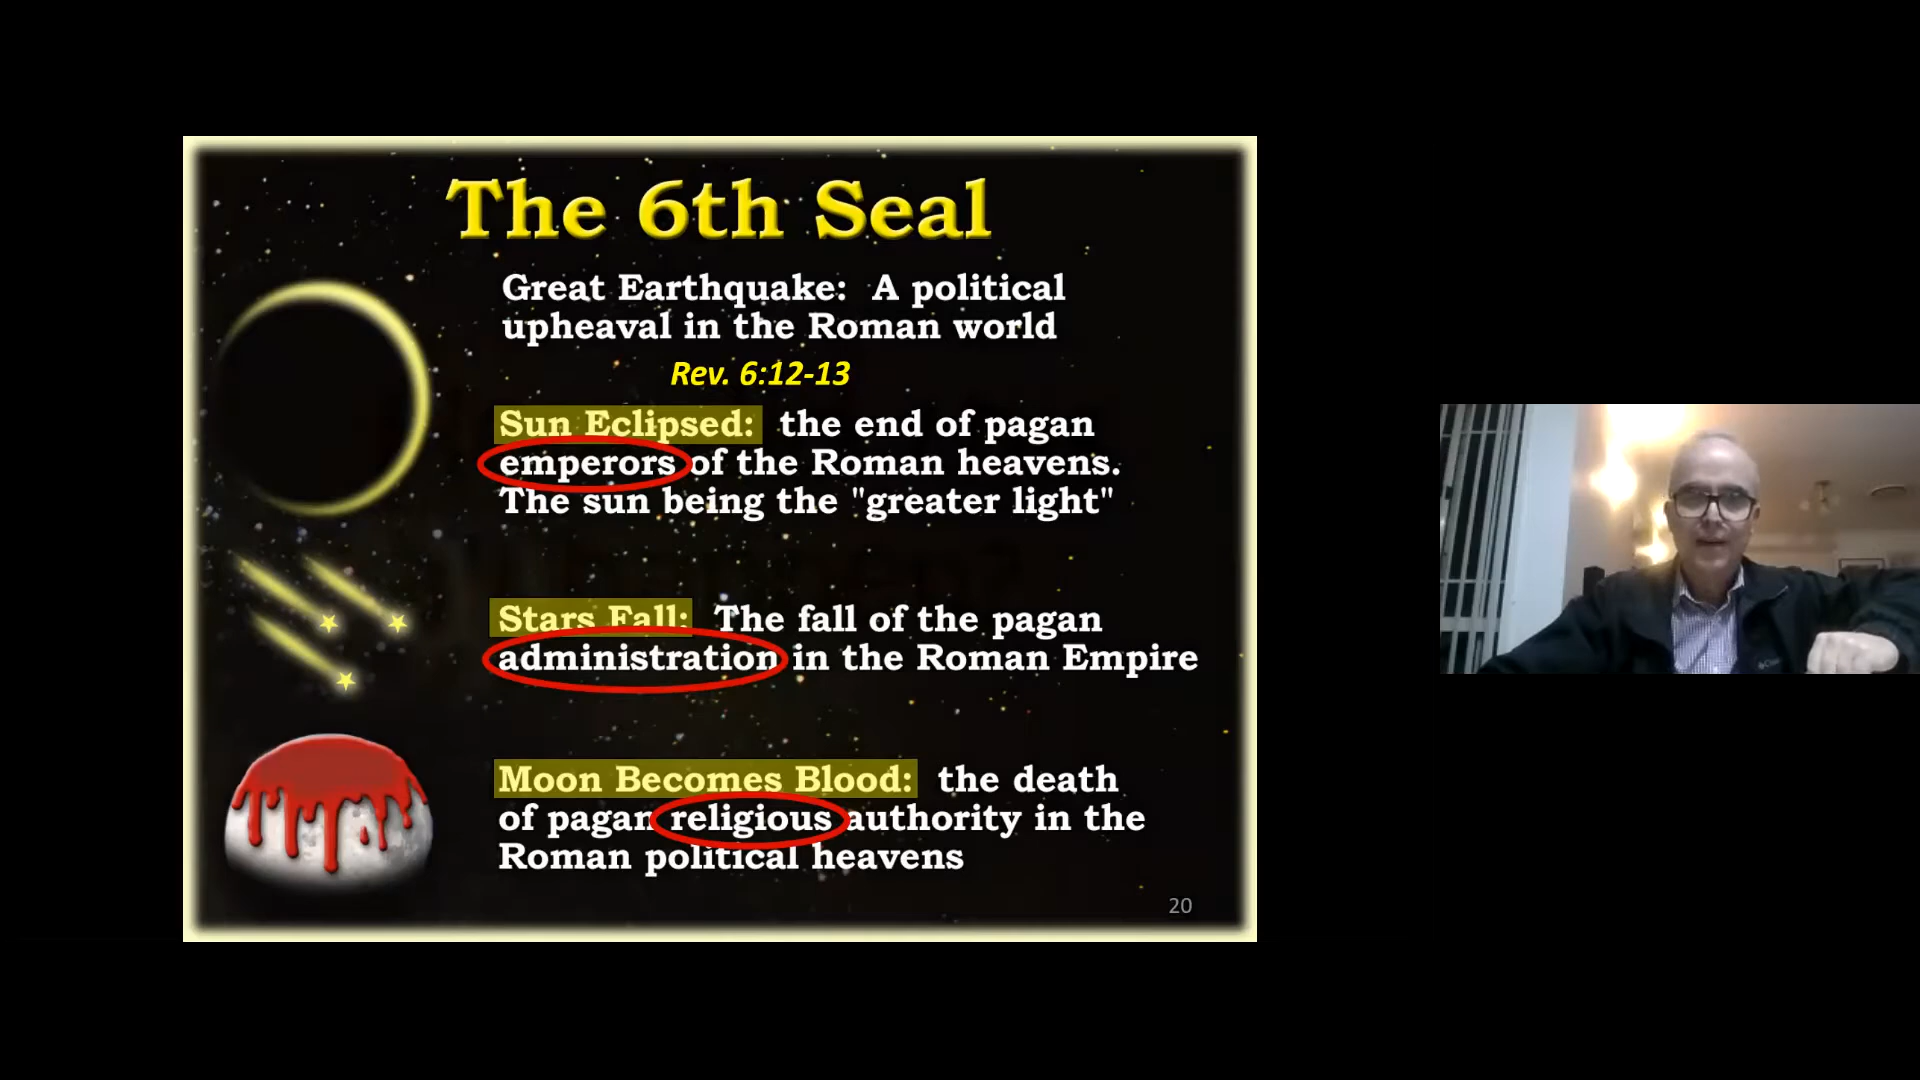 The 6th Seal
Great Earthquake:  A political
upheaval in the Roman world
Rev. 6:12-13
Sun Eclipsed:  the end of pagan
emperors of the Roman heavens.
The sun being the "greater light"
Stars Fall:  The fall of the pagan
administration in the Roman Empire
Moon Becomes Blood:  the death
of pagan religious authority in the
Roman political heavens
20